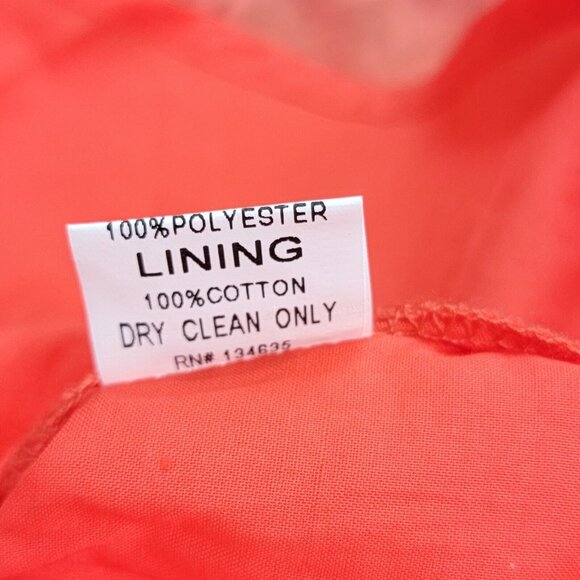 100%POLYESTER
LINING
100%COTTON
DRY CLEAN ONLY
RN# 134635